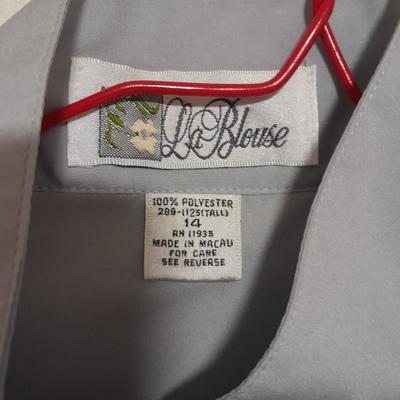 La Blouse
100% POLYESTER
289-1125(TALL)
14
RN 11935
MADE IN MACAU
FOR CARE
SEE REVERSE